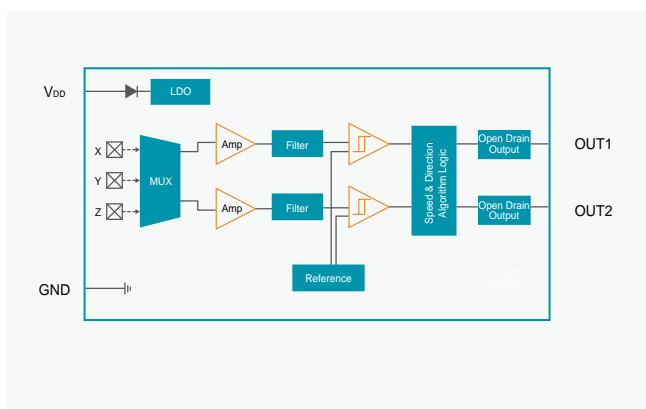 VDD
LDO
X
Y
Z
MUX
Amp
Filter
Amp
Filter
Reference
Speed & Direction
Algorithm Logic
Open Drain
Output
OUT1
Open Drain
Output
OUT2
GND